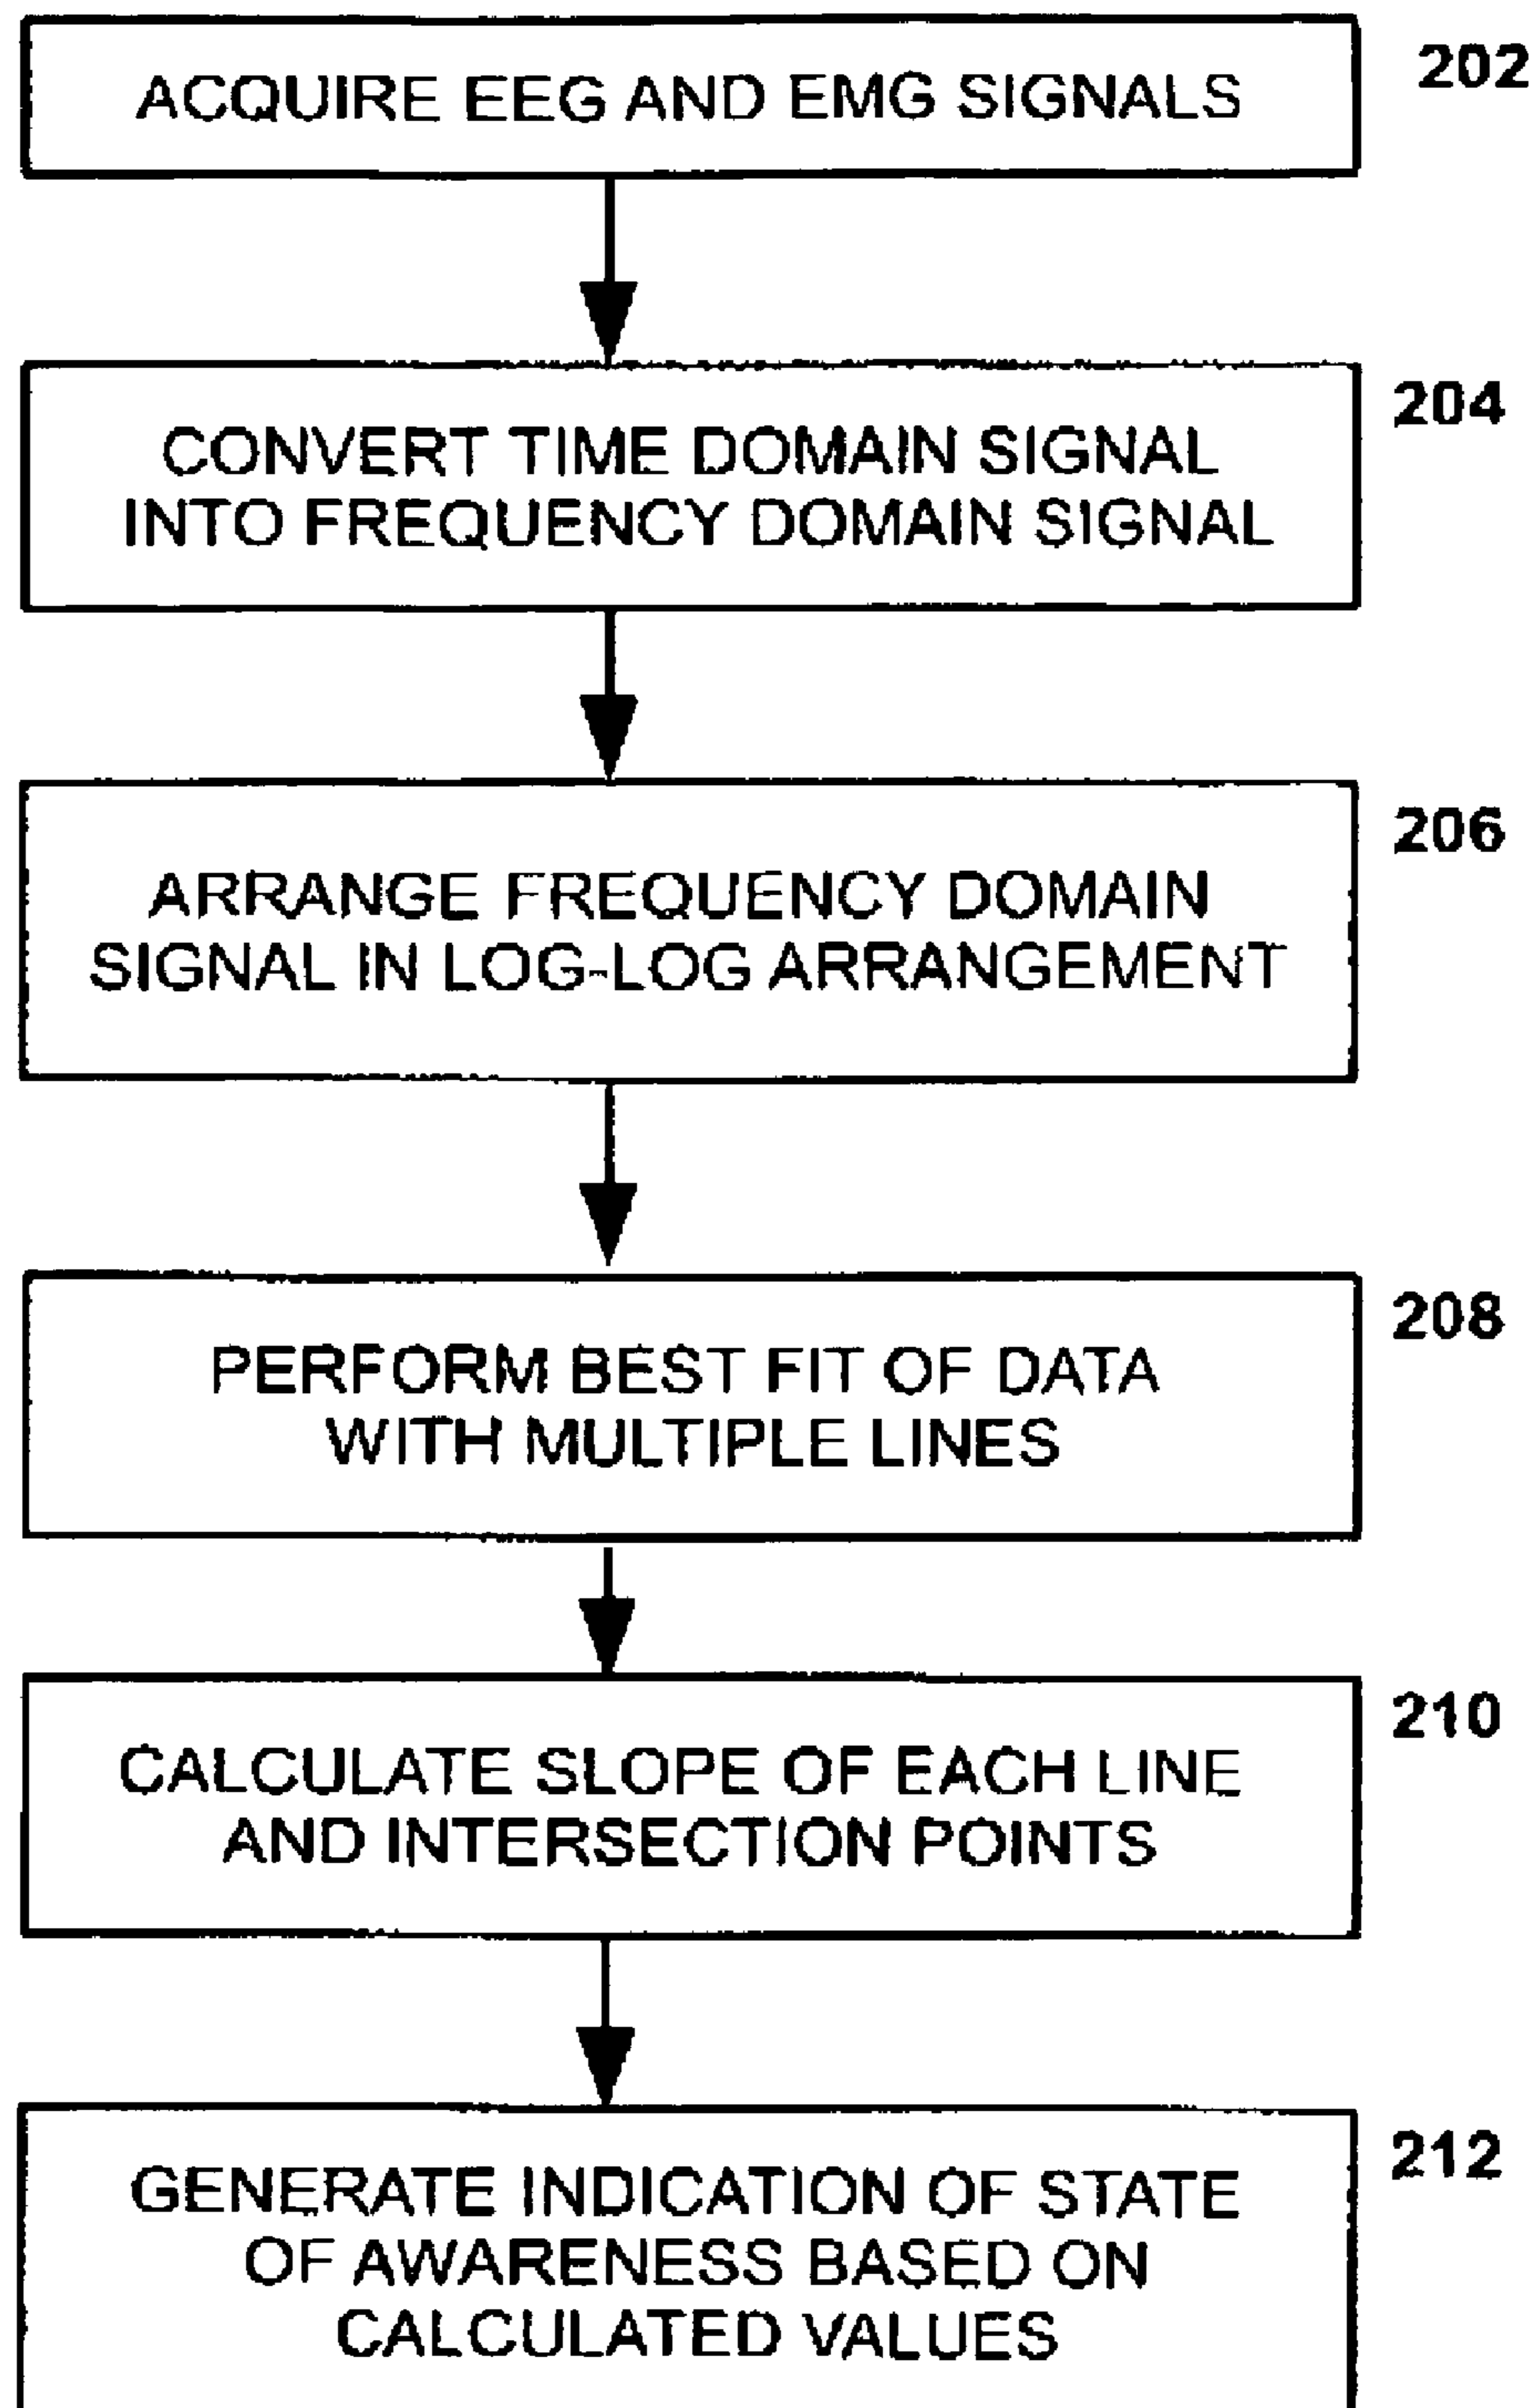 ACQUIRE EEG AND EMG SIGNALS
202
CONVERT TIME DOMAIN SIGNAL
INTO FREQUENCY DOMAIN SIGNAL
204
ARRANGE FREQUENCY DOMAIN
SIGNAL IN LOG-LOG ARRANGEMENT
206
PERFORM BEST FIT OF DATA
WITH MULTIPLE LINES
208
CALCULATE SLOPE OF EACH LINE
AND INTERSECTION POINTS
210
GENERATE INDICATION OF STATE
OF AWARENESS BASED ON
CALCULATED VALUES
212